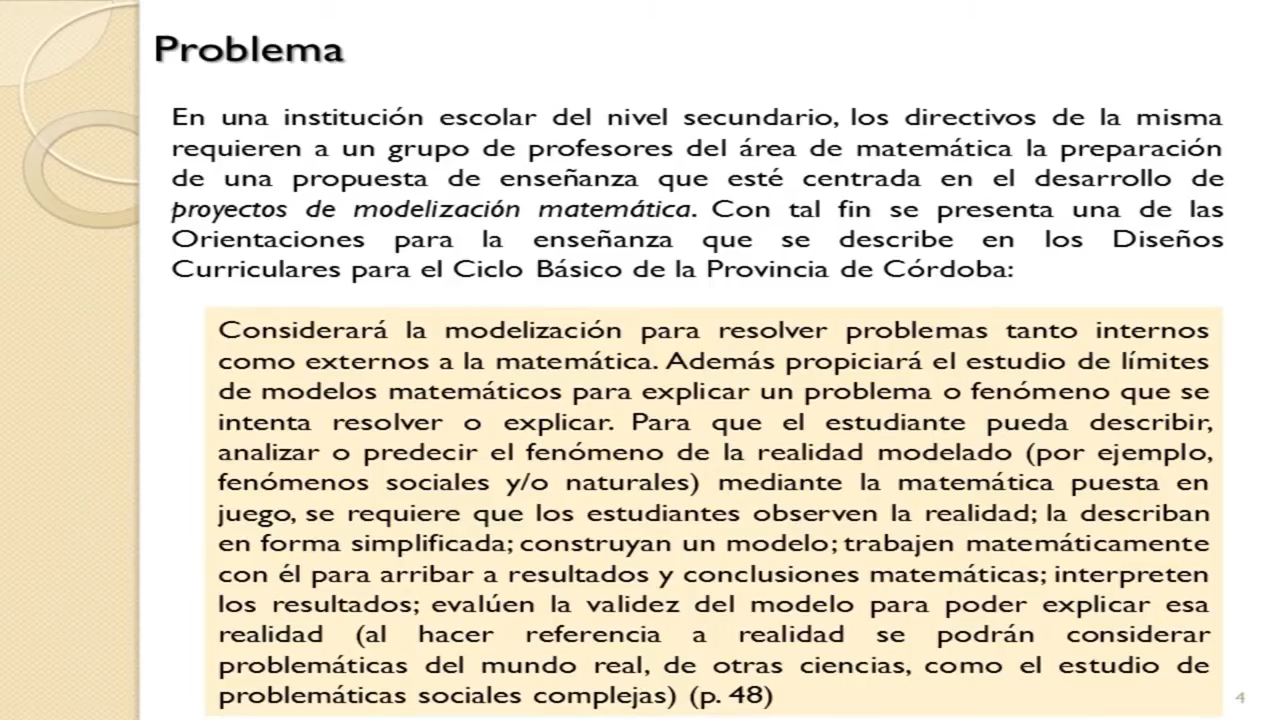 Problema
En una institución escolar del nivel secundario, los directivos de la misma
requieren a un grupo de profesores del área de matemática la preparación
de una propuesta de enseñanza que esté centrada en el desarrollo de
proyectos de modelización matemática. Con tal fin se presenta una de las
Orientaciones para la enseñanza que se describe en los Diseños
Curriculares para el Ciclo Básico de la Provincia de Córdoba:
Considerará la modelización para resolver problemas tanto internos
como externos a la matemática. Además propiciará el estudio de límites
de modelos matemáticos para explicar un problema o fenómeno que se
intenta resolver o explicar. Para que el estudiante pueda describir,
analizar o predecir el fenómeno de la realidad modelado (por ejemplo,
fenómenos sociales y/o naturales) mediante la matemática puesta en
juego, se requiere que los estudiantes observen la realidad; la describan
en forma simplificada; construyan un modelo; trabajen matemáticamente
con él para arribar a resultados y conclusiones matemáticas; interpreten
los resultados; evalúen la validez del modelo para poder explicar esa
realidad (al hacer referencia a realidad se podrán considerar
problemáticas del mundo real, de otras ciencias, como el estudio de
problemáticas sociales complejas) (p. 48)
4